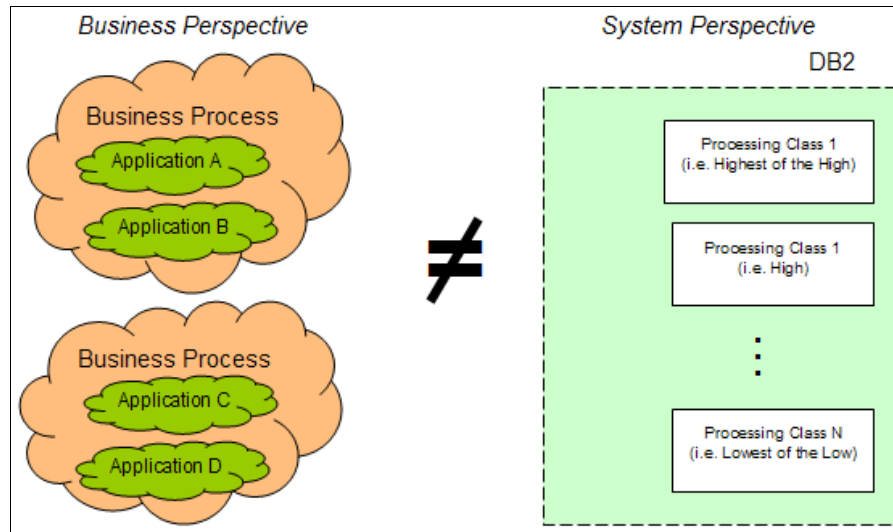 Business Perspective
Business Process
Application A
Application B
Business Process
Application C
Application D
≠
System Perspective
DB2
Processing Class 1
(i.e. Highest of the High)
Processing Class 1
(i.e. High)
Processing Class N
(i.e. Lowest of the Low)